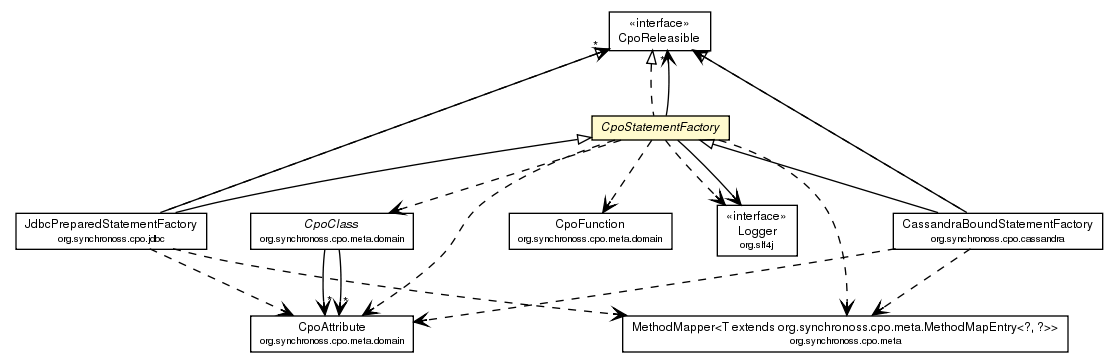 «interface»
CpoReleasible
*
*
CpoStatementFactory
JdbcPreparedStatementFactory
org.synchronoss.cpo.jdbc
CpoClass
org.synchronoss.cpo.meta.domain
CpoFunction
org.synchronoss.cpo.meta.domain
«interface»
Logger
org.slf4j
CassandraBoundStatementFactory
org.synchronoss.cpo.cassandra
*
*
CpoAttribute
org.synchronoss.cpo.meta.domain
MethodMapper<T extends org.synchronoss.cpo.meta.MethodMapEntry<?, ?>>
org.synchronoss.cpo.meta